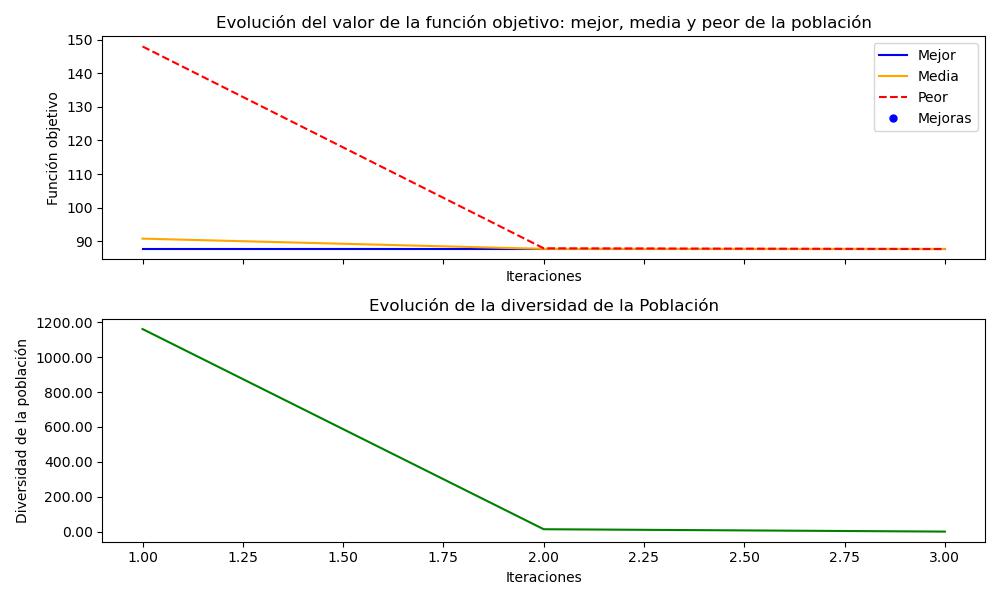 Evolución del valor de la función objetivo: mejor, media y peor de la población
Función objetivo
150
140
130
120
110
100
90
Mejor
Media
Peor
Mejoras
Iteraciones
Evolución de la diversidad de la Población
Diversidad de la población
1200.00
1000.00
800.00
600.00
400.00
200.00
0.00
1.00 1.25 1.50 1.75 2.00 2.25 2.50 2.75 3.00
Iteraciones